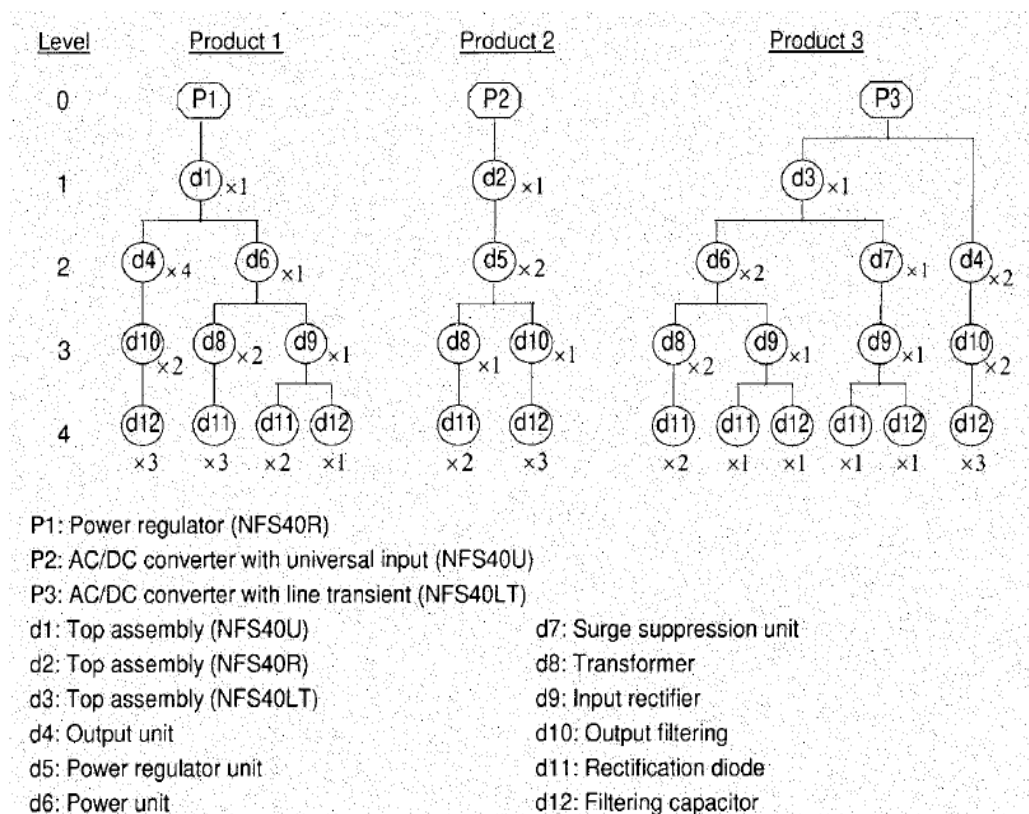 Level Product 1 Product 2 Product 3
0 P1 P2 P3
1 d1 ×1 d2 ×1 d3 ×1
2 d4 ×4 d6 ×1 d5 ×2 d6 ×2 d7 ×1 d4 ×2
3 d10 ×2 d8 ×2 d9 ×1 d8 ×1 d10 ×1 d8 ×2 d9 ×1 d9 ×1 d10 ×2
4 d12 d11 d11 d12 d11 d12 d11 d11 d12 d11 d12 d12
×3 ×3 ×2 ×1 ×2 ×3 ×2 ×1 ×1 ×1 ×1 ×3
P1: Power regulator (NFS40R)
P2: AC/DC converter with universal input (NFS40U)
P3: AC/DC converter with line transient (NFS40LT)
d1: Top assembly (NFS40U) d7: Surge suppression unit
d2: Top assembly (NFS40R) d8: Transformer
d3: Top assembly (NFS40LT) d9: Input rectifier
d4: Output unit d10: Output filtering
d5: Power regulator unit d11: Rectification diode
d6: Power unit d12: Filtering capacitor